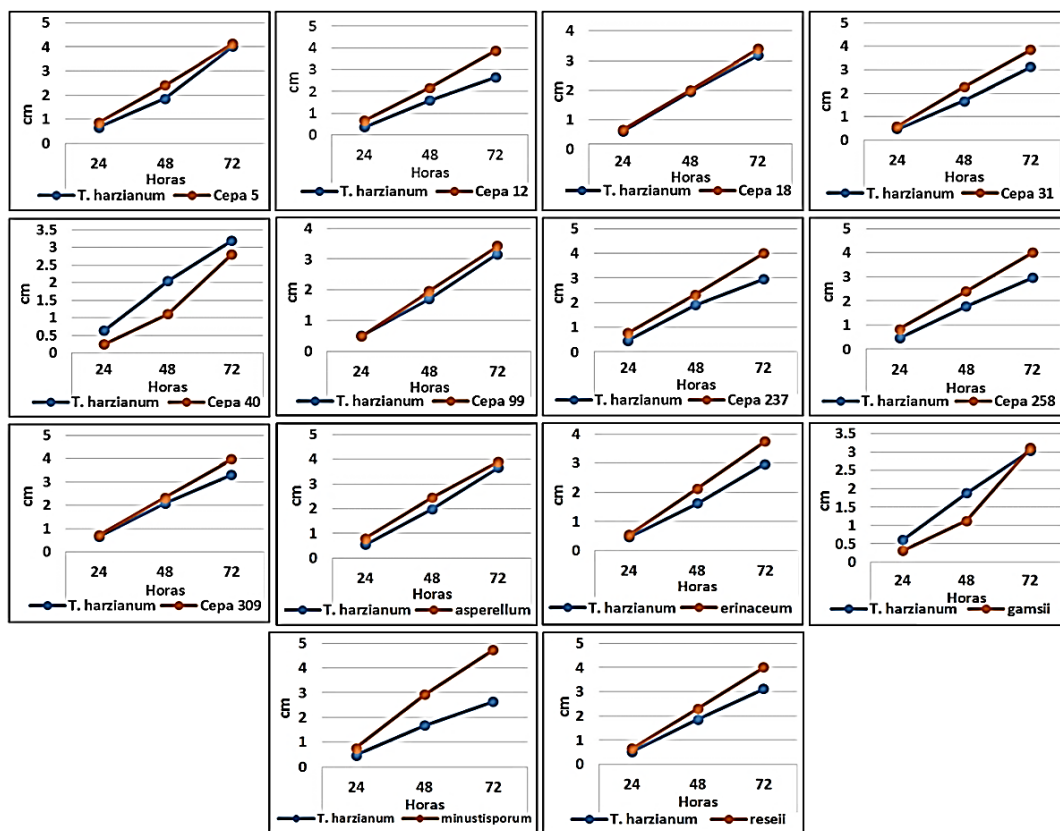 5
4
3
2
1
0
cm
24 48 72
Horas
T. harzianum Cepa 5
5
4
3
2
1
0
cm
24 48 72
Horas
T. harzianum Cepa 12
4
3
2
1
0
cm
24 48 72
Horas
T. harzianum Cepa 18
5
4
3
2
1
0
cm
24 48 72
Horas
T. harzianum Cepa 31
3.5
3
2.5
2
1.5
1
0.5
0
cm
24 48 72
Horas
T. harzianum Cepa 40
4
3
2
1
0
cm
24 48 72
Horas
T. harzianum Cepa 99
5
4
3
2
1
0
cm
24 48 72
Horas
T. harzianum Cepa 237
5
4
3
2
1
0
cm
24 48 72
Horas
T. harzianum Cepa 258
5
4
3
2
1
0
cm
24 48 72
Horas
T. harzianum Cepa 309
5
4
3
2
1
0
cm
24 48 72
Horas
T. harzianum asperellum
4
3
2
1
0
cm
24 48 72
Horas
T. harzianum erinaceum
3.5
3
2.5
2
1.5
1
0.5
0
cm
24 48 72
Horas
T. harzianum gamsii
5
4
3
2
1
0
cm
24 48 72
Horas
T. harzianum minustisporum
5
4
3
2
1
0
cm
24 48 72
Horas
T. harzianum reseii